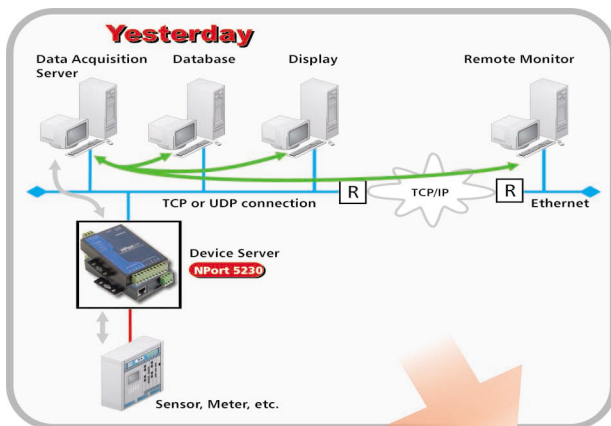 Yesterday
Data Acquisition
Server
Database
Display
Remote Monitor
R
TCP/IP
R
TCP or UDP connection
Ethernet
Device Server
NPort 5230
Sensor, Meter, etc.